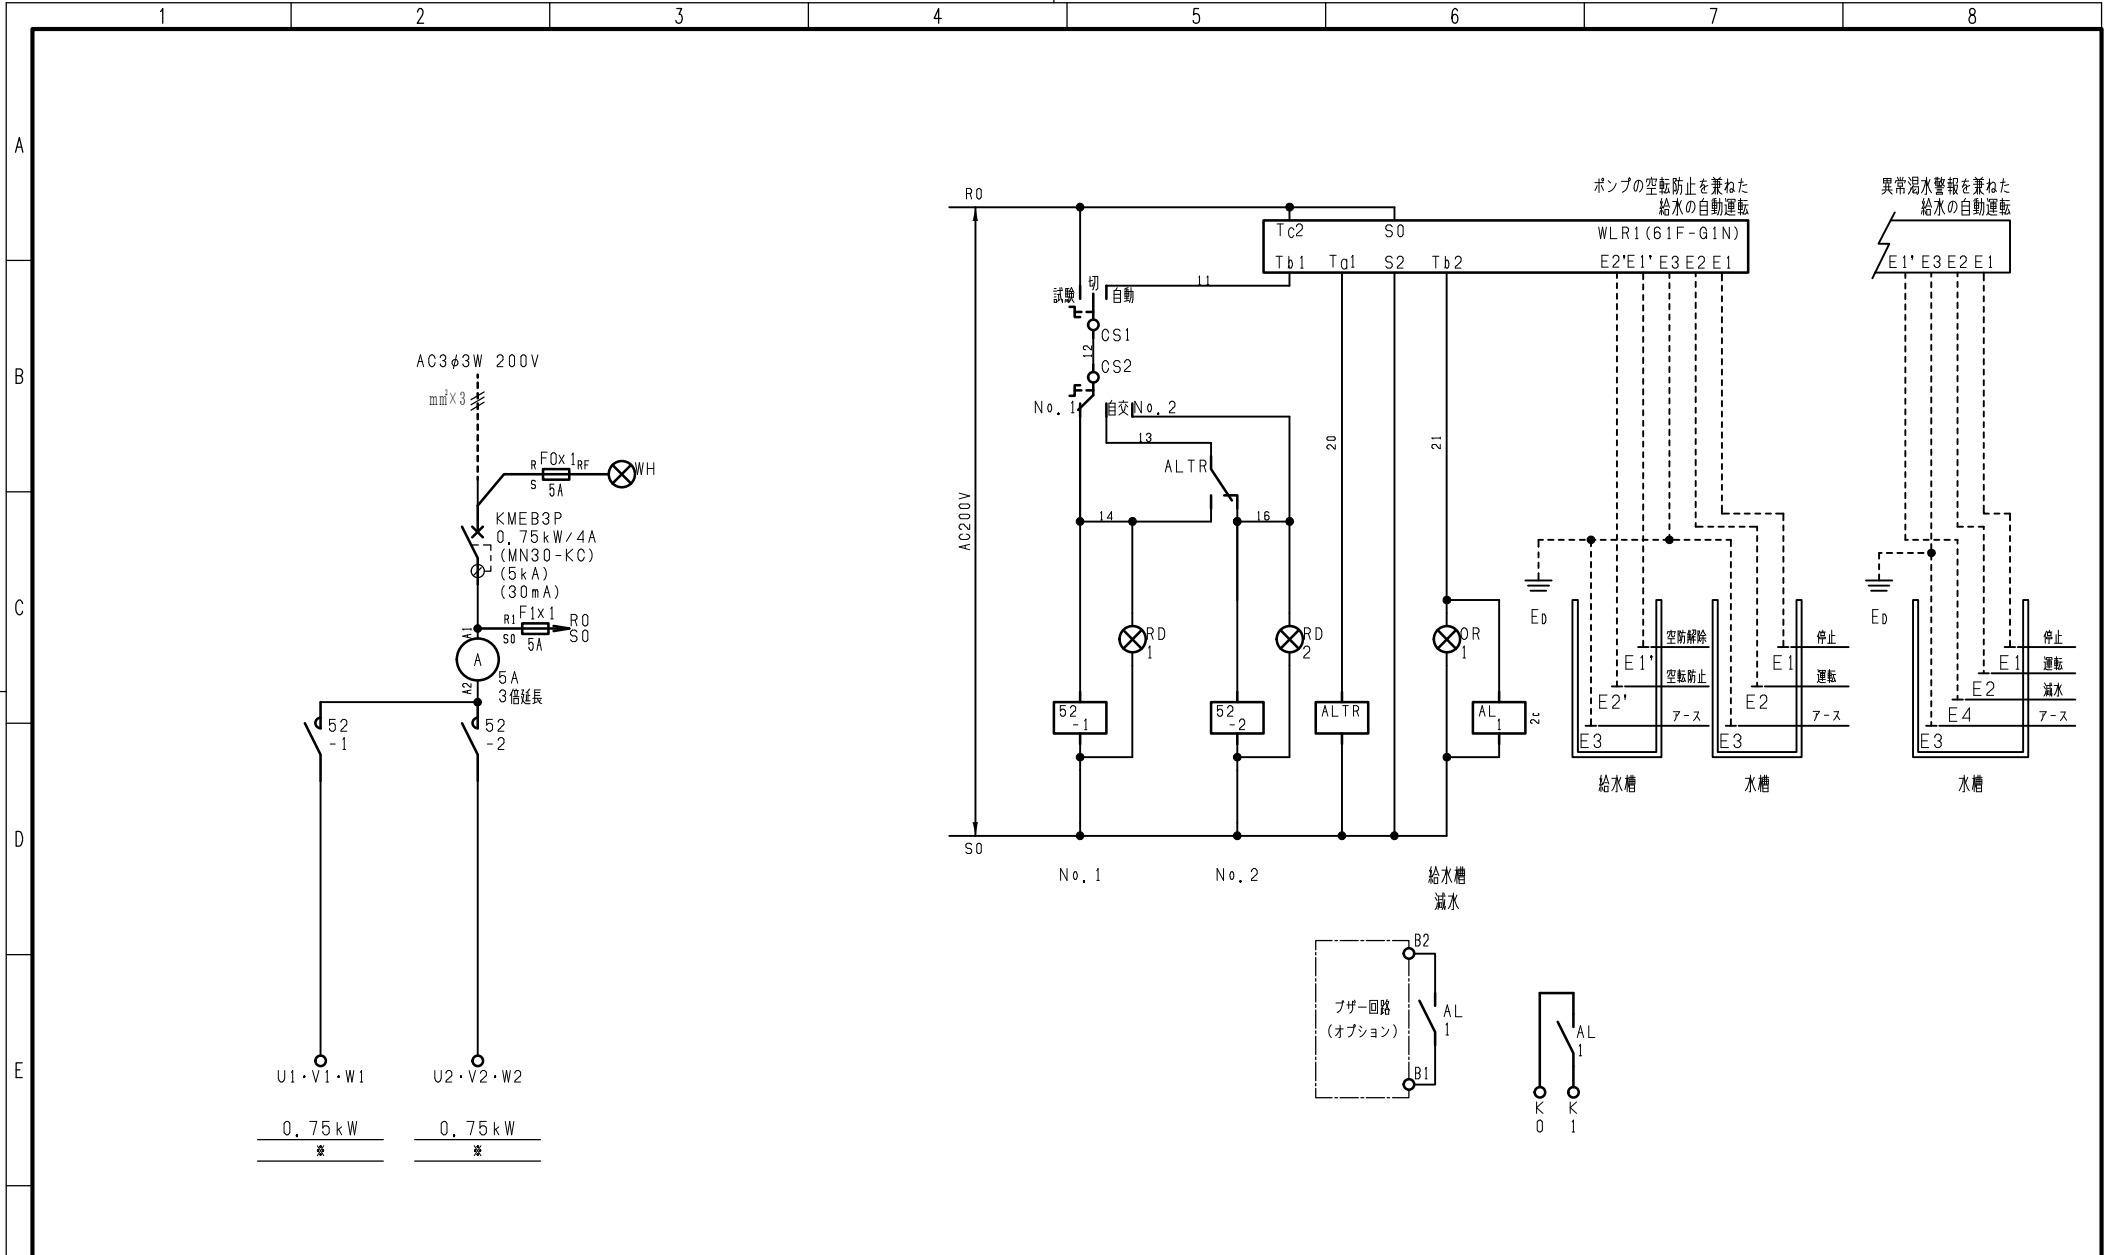 1 2 3 4 5 6 7 8
A
B
C
D
E
AC3φ3W 200V
mm²×3
R F0x1 RF
S 5A
WH
KMEB3P
0.75kW/4A
(MN30-KC)
(5kA)
(30mA)
R1 F1x1 R0
S0 5A S0
A1
A
A2
5A
3倍延長
52
-1
52
-2
U1・V1・W1
U2・V2・W2
0.75kW
※
0.75kW
※
R0
AC200V
S0
試験 切 自動
11
CS1
12
CS2
No.1 自交 No.2
13
ALTR
14
16
20
21
RD
1
RD
2
OR
1
52
-1
52
-2
ALTR
AL
1
2c
No.1
No.2
給水槽
減水
ポンプの空転防止を兼ねた
給水の自動運転
Tc2 S0 WLR1(61F-G1N)
Tb1 Ta1 S2 Tb2 E2' E1' E3 E2 E1
ED
空防解除
E1'
空転防止
E2'
アース
E3
給水槽
停止
E1
運転
E2
アース
E3
水槽
異常渇水警報を兼ねた
給水の自動運転
E1' E3 E2 E1
ED
停止
E1
運転
E2
減水
E4
アース
E3
水槽
B2
ブザー回路
(オプション)
AL
1
B1
AL
1
K
0
K
1